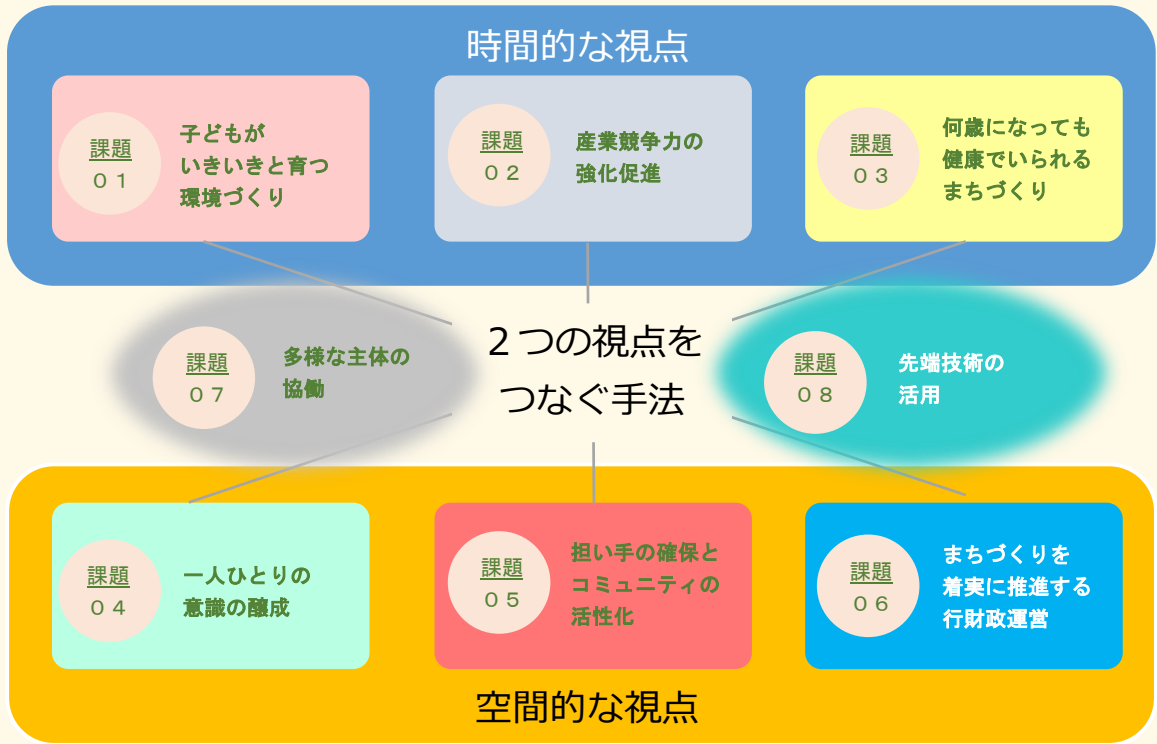 時間的な視点
課題
０１
子どもが
いきいきと育つ
環境づくり
課題
０２
産業競争力の
強化促進
課題
０３
何歳になっても
健康でいられる
まちづくり
課題
０７
多様な主体の
協働
２つの視点を
つなぐ手法
課題
０８
先端技術の
活用
課題
０４
一人ひとりの
意識の醸成
課題
０５
担い手の確保と
コミュニティの
活性化
課題
０６
まちづくりを
着実に推進する
行財政運営
空間的な視点